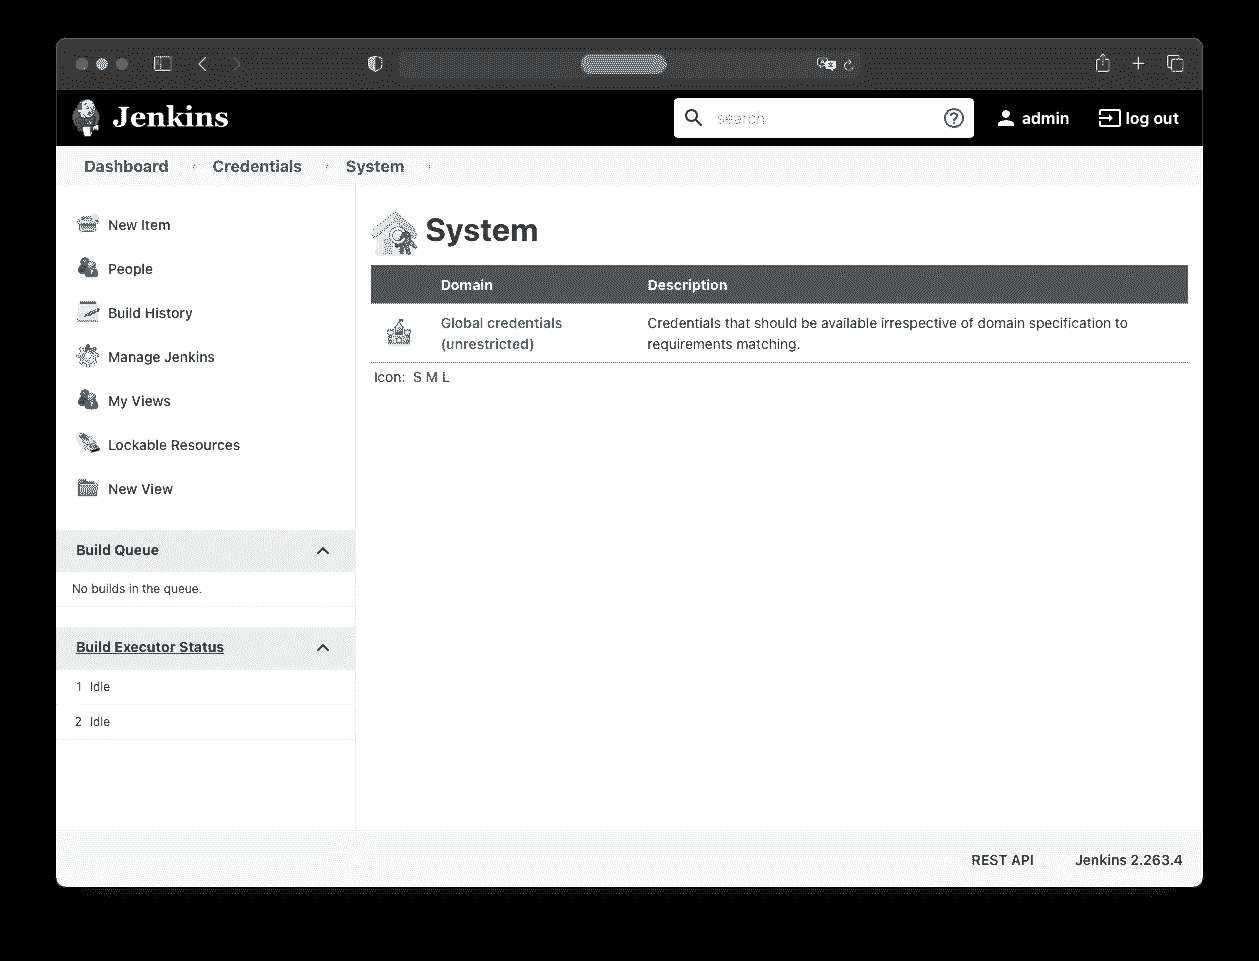 Jenkins
search
admin
log out
Dashboard
Credentials
System
New Item
People
Build History
Manage Jenkins
My Views
Lockable Resources
New View
Build Queue
No builds in the queue.
Build Executor Status
1 Idle
2 Idle
System
Domain Description
Global credentials
(unrestricted)
Credentials that should be available irrespective of domain specification to
requirements matching.
Icon: S M L
REST API
Jenkins 2.263.4